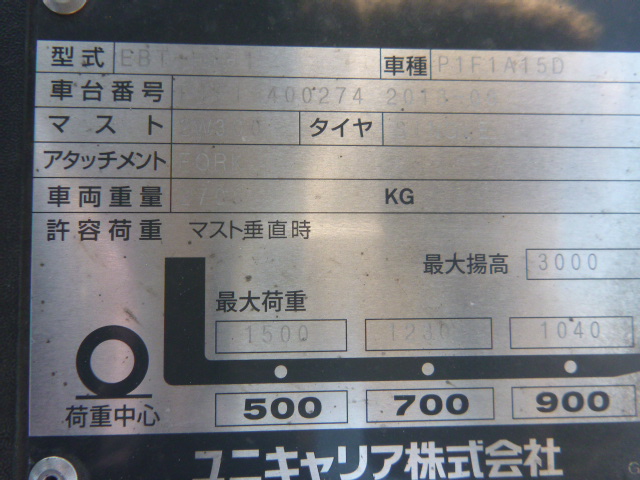 型式 車種 P1F1A15D
車台番号 400274
マスト タイヤ
アタッチメント FORK
車両重量 KG
許容荷重 マスト垂直時
最大揚高 3000
最大荷重
1500 1230 1040
500 700 900
荷重中心
ユニキャリア株式会社